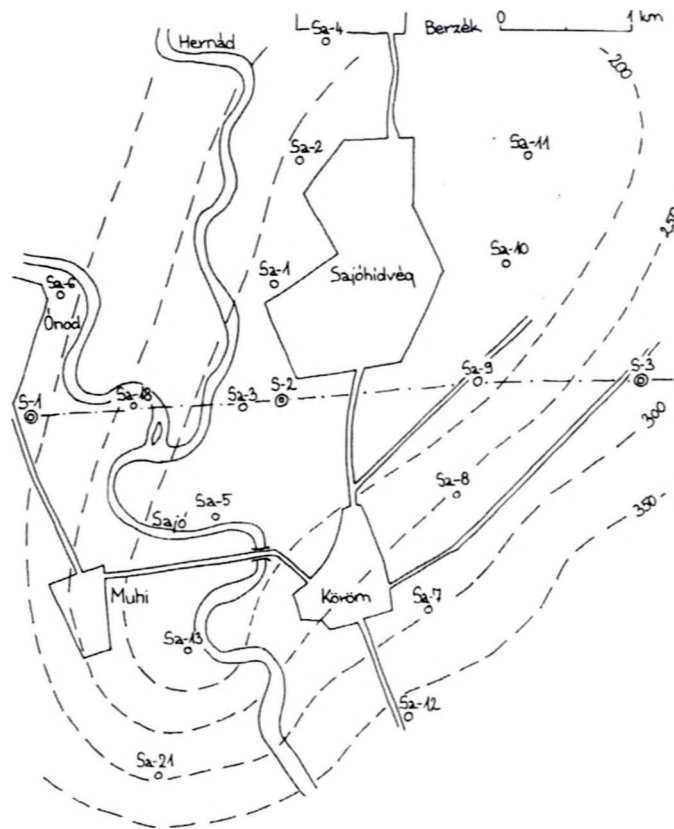 Sa-4
Berzék
0 1 km
Hernád
-200
Sa-2
Sa-11
250
Sa-1
Sajóhídvég
Sa-10
Sa-6
Ónod
S-1
Sa-18
Sa-3
S-2
Sa-9
S-3
300
Sa-8
350
Sajó
Sa-5
Muhi
Köröm
Sa-7
Sa-13
Sa-12
Sa-21